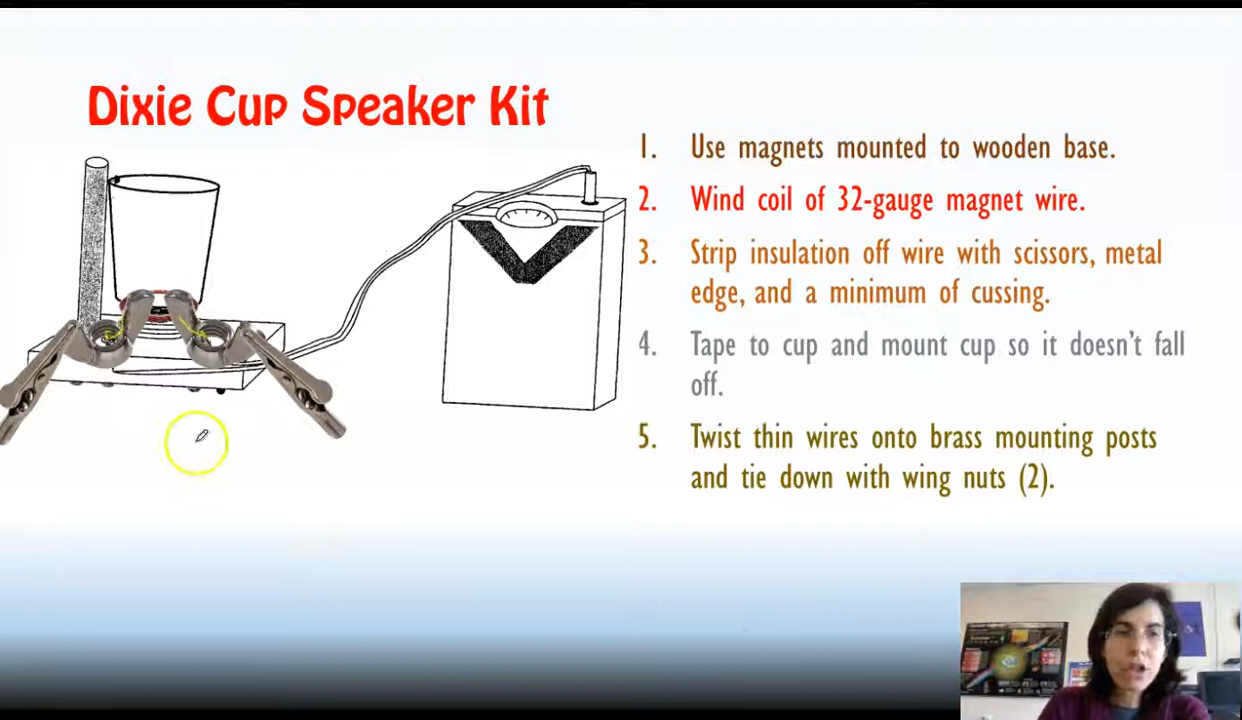 Dixie Cup Speaker Kit
1. Use magnets mounted to wooden base.
2. Wind coil of 32-gauge magnet wire.
3. Strip insulation off wire with scissors, metal
edge, and a minimum of cussing.
4. Tape to cup and mount cup so it doesn't fall
off.
5. Twist thin wires onto brass mounting posts
and tie down with wing nuts (2).